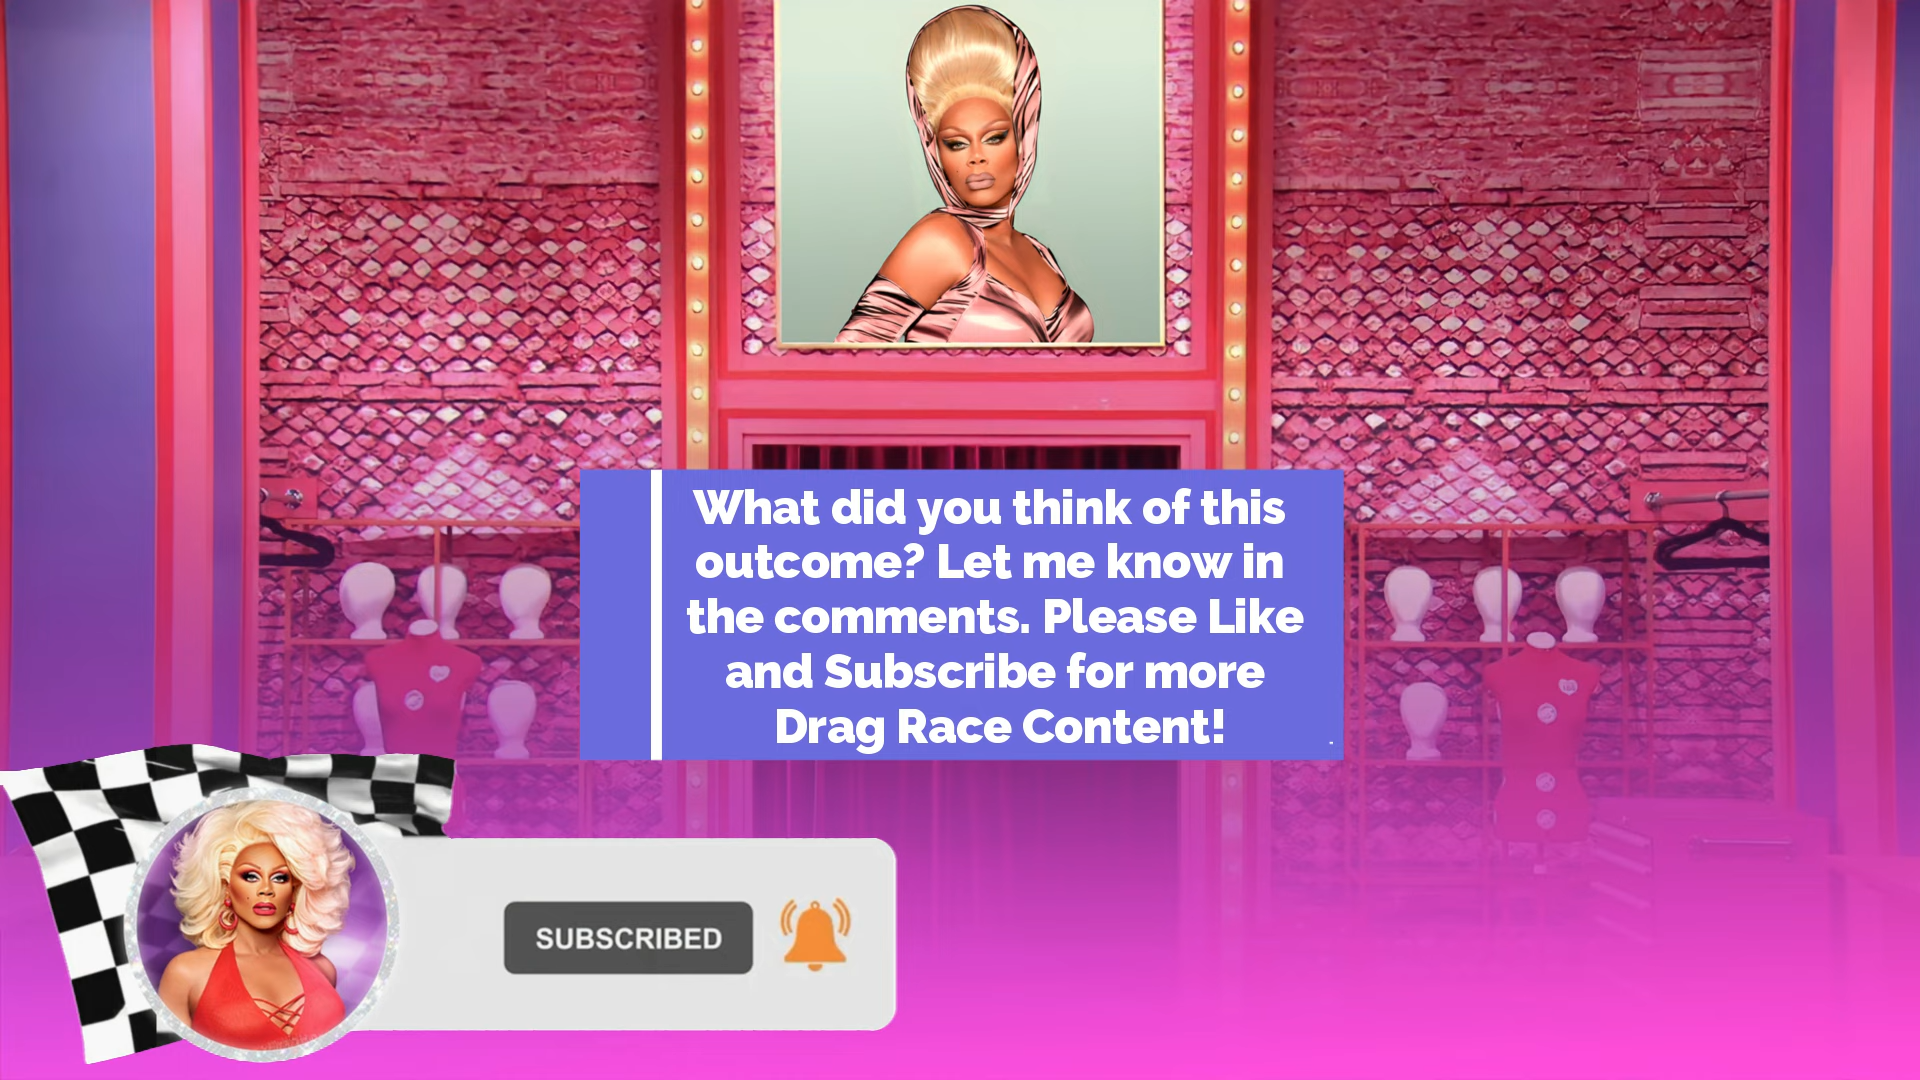 What did you think of this
outcome? Let me know in
the comments. Please Like
and Subscribe for more
Drag Race Content!
.
SUBSCRIBED